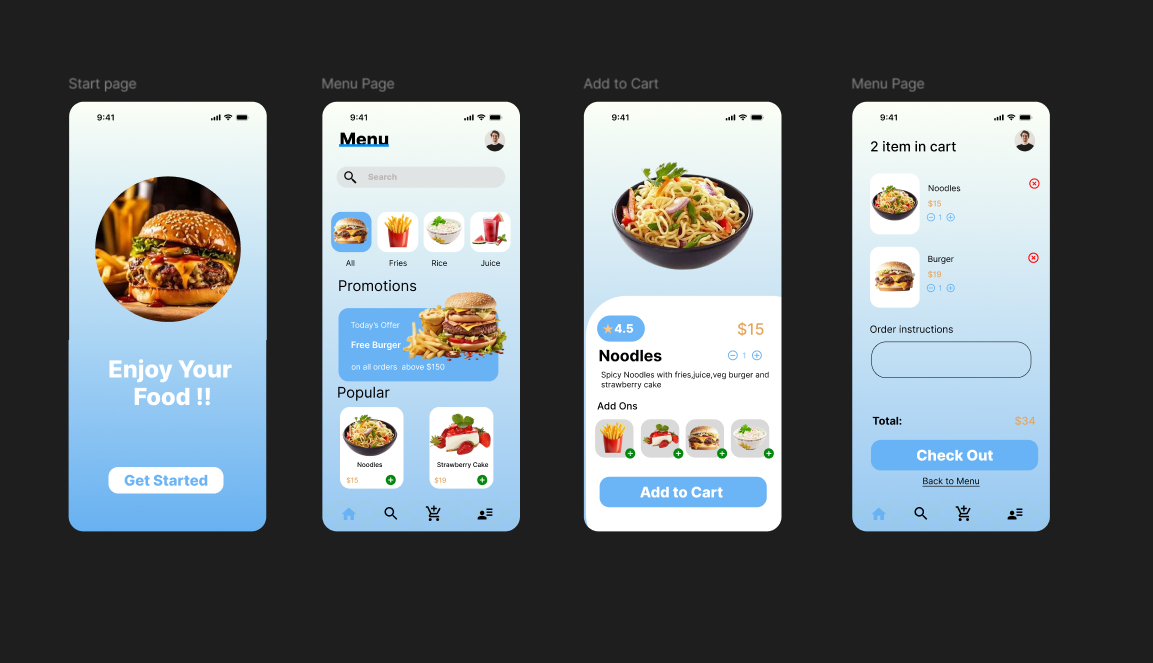 Start page
9:41
Enjoy Your
Food !!
Get Started
Menu Page
9:41
Menu
Search
All
Fries
Rice
Juice
Promotions
Today's Offer
Free Burger
on all orders above $150
Popular
Noodles
$15
Strawberry Cake
$19
Add to Cart
9:41
4.5
$15
Noodles
1
Spicy Noodles with fries,juice,veg burger and
strawberry cake
Add Ons
Add to Cart
Menu Page
9:41
2 item in cart
Noodles
$15
1
Burger
$19
1
Order instructions
Total:
$34
Check Out
Back to Menu